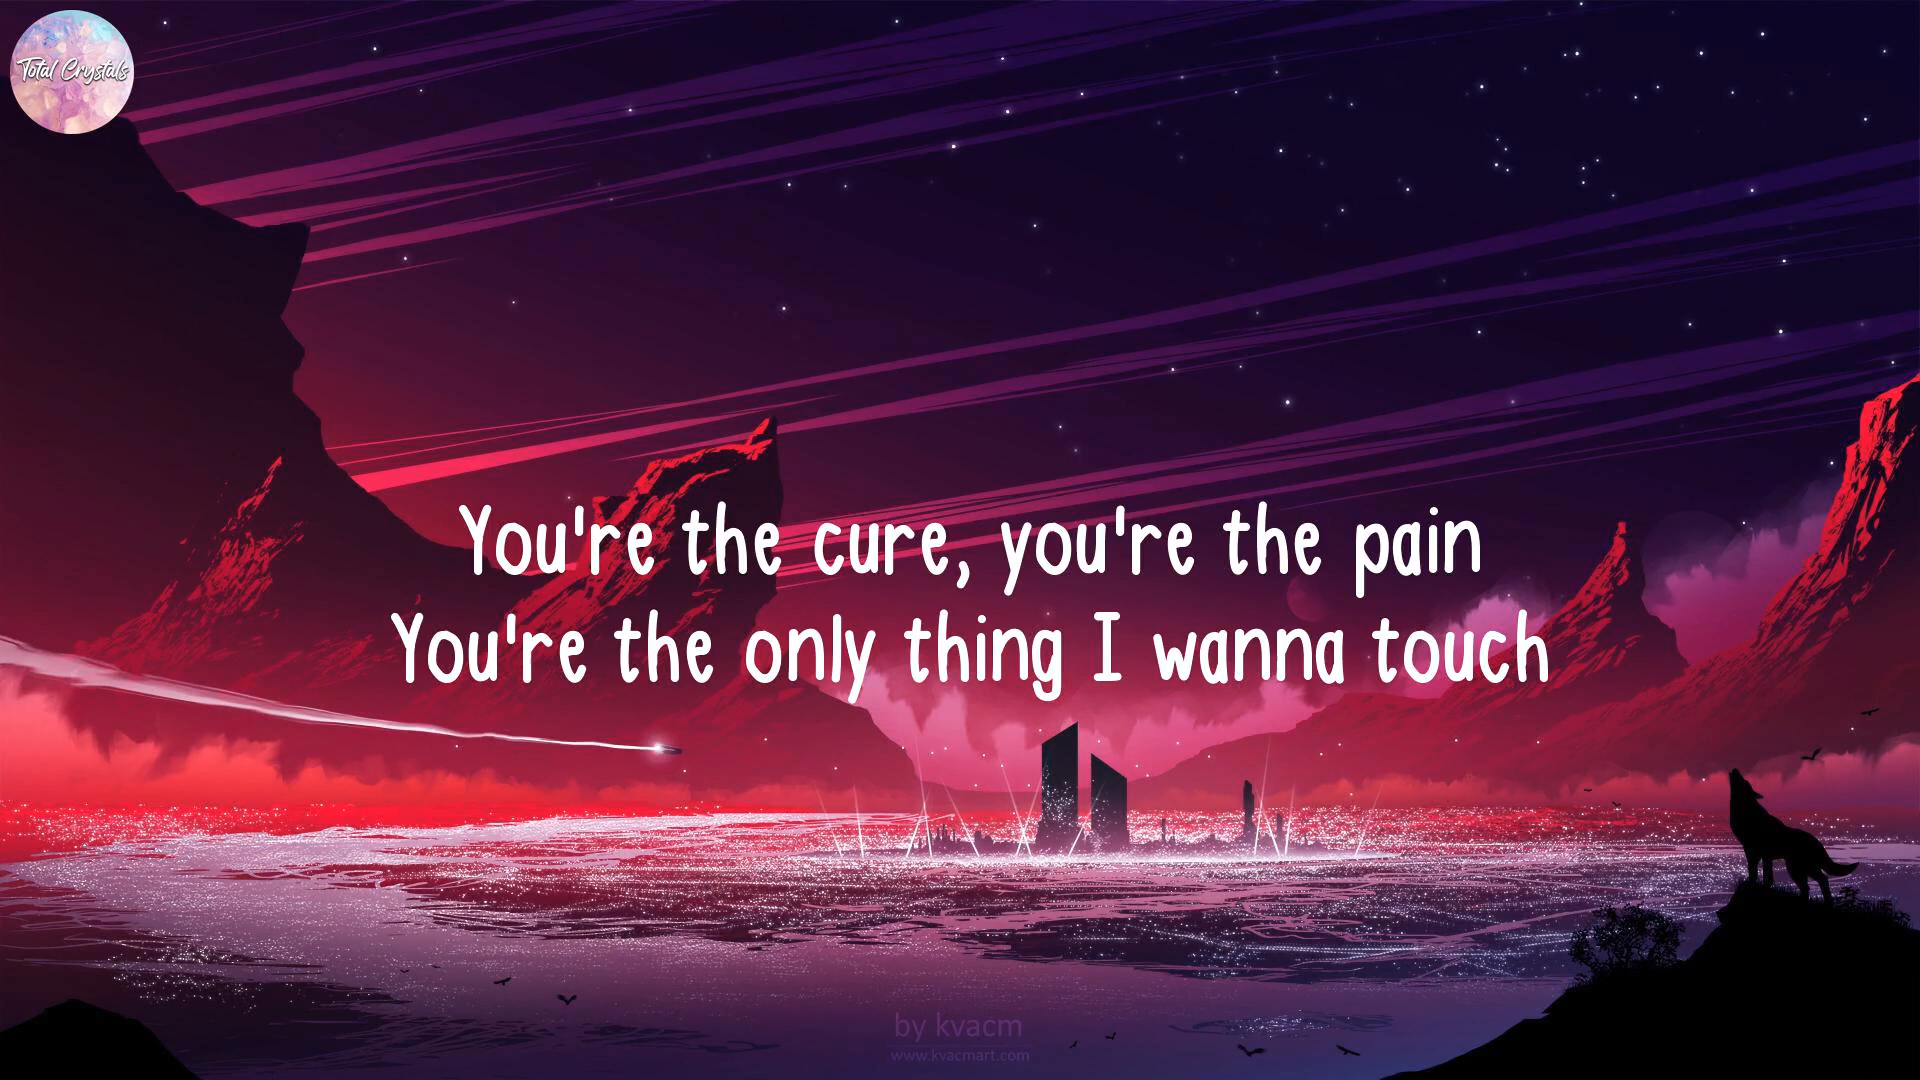 Total Crystals
You're the cure, you're the pain
You're the only thing I wanna touch
by kvacm
www.kvacmart.com